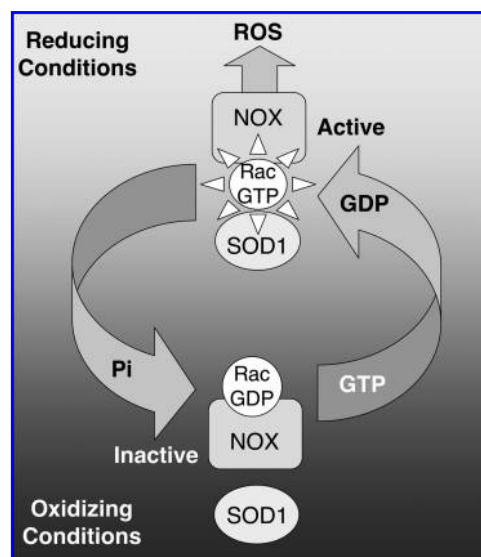 ROS
Reducing
Conditions
NOX
Active
Rac
GTP
GDP
SOD1
Pi
Rac
GDP
GTP
NOX
Inactive
SOD1
Oxidizing
Conditions